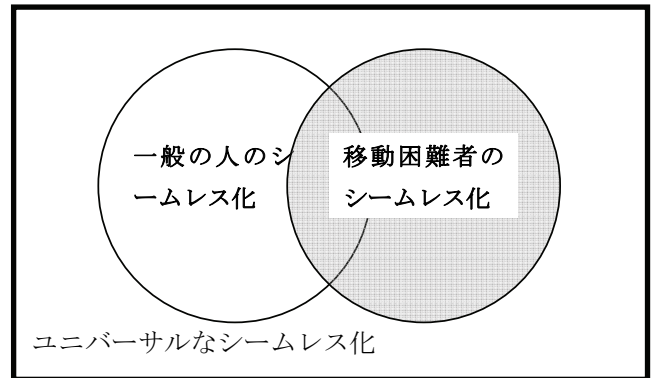 一般の人のシ
ームレス化
移動困難者の
シームレス化
ユニバーサルなシームレス化